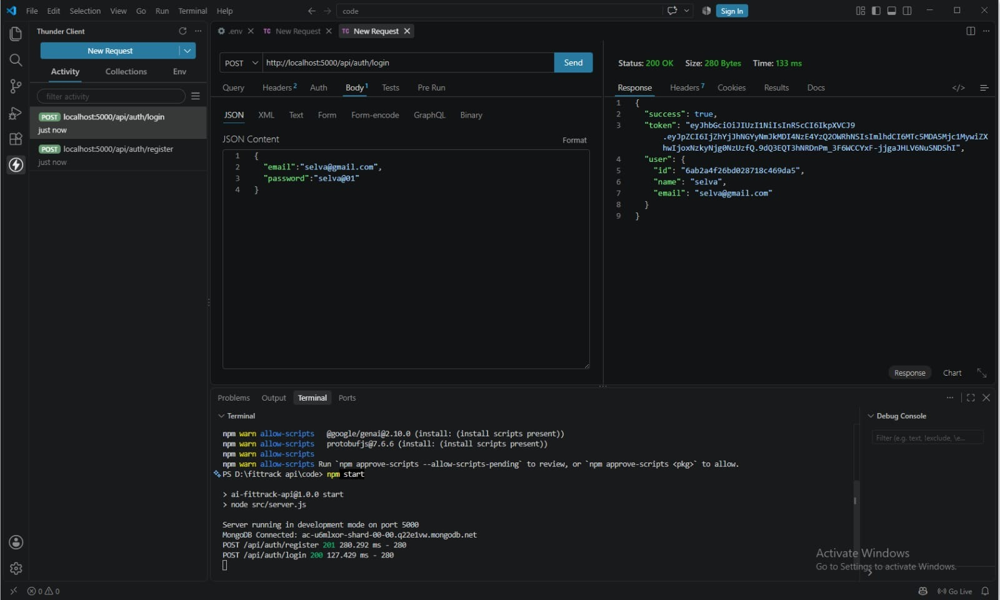 File Edit Selection View Go Run Terminal Help
code
Sign In
Thunder Client
New Request
Activity Collections Env
filter activity
POST localhost:5000/api/auth/login
just now
POST localhost:5000/api/auth/register
just now
.env
TC New Request
TC New Request
POST http://localhost:5000/api/auth/login Send
Query Headers 2 Auth Body 1 Tests Pre Run
JSON XML Text Form Form-encode GraphQL Binary
JSON Content
Format
1 {
2 "email":"selva@gmail.com",
3 "password":"selva@01"
4 }
Status: 200 OK Size: 280 Bytes Time: 133 ms
Response Headers 7 Cookies Results Docs </>
1 {
2 "success": true,
3 "token": "eyJhbGciOiJIUzI1NiIsInR5cCI6IkpXVCJ9
.eyJpZCI6IjZhYjJhNGYyNmJkMDI4NzE4YzQ2OWRhNSIsImlhdCI6MTc5MDA5Mjc1MywiZX
hwIjoxNzkyNjg0NzUzfQ.9dQ3EQT3hNRDnPm_3F6WCCYxF-jjgaJHLV6NuSNDShI",
4 "user": {
5 "id": "6ab2a4f26bd028718c469da5",
6 "name": "selva",
7 "email": "selva@gmail.com"
8 }
9 }
Response Chart
Problems Output Terminal Ports
Terminal
npm warn allow-scripts @google/genai@2.10.0 (install: (install scripts present))
npm warn allow-scripts protobufjs@7.6.6 (install: (install scripts present))
npm warn allow-scripts
npm warn allow-scripts Run `npm approve-scripts --allow-scripts-pending` to review, or `npm approve-scripts <pkg>` to allow.
PS D:\fittrack api\code> npm start
> ai-fittrack-api@1.0.0 start
> node src/server.js
Server running in development mode on port 5000
MongoDB Connected: ac-u6mlxor-shard-00-00.q22e1vw.mongodb.net
POST /api/auth/register 201 280.292 ms - 280
POST /api/auth/login 200 127.429 ms - 280
Debug Console
Filter (e.g. text, !exclude, \e...
Activate Windows
Go to Settings to activate Windows.
0 0
Go Live